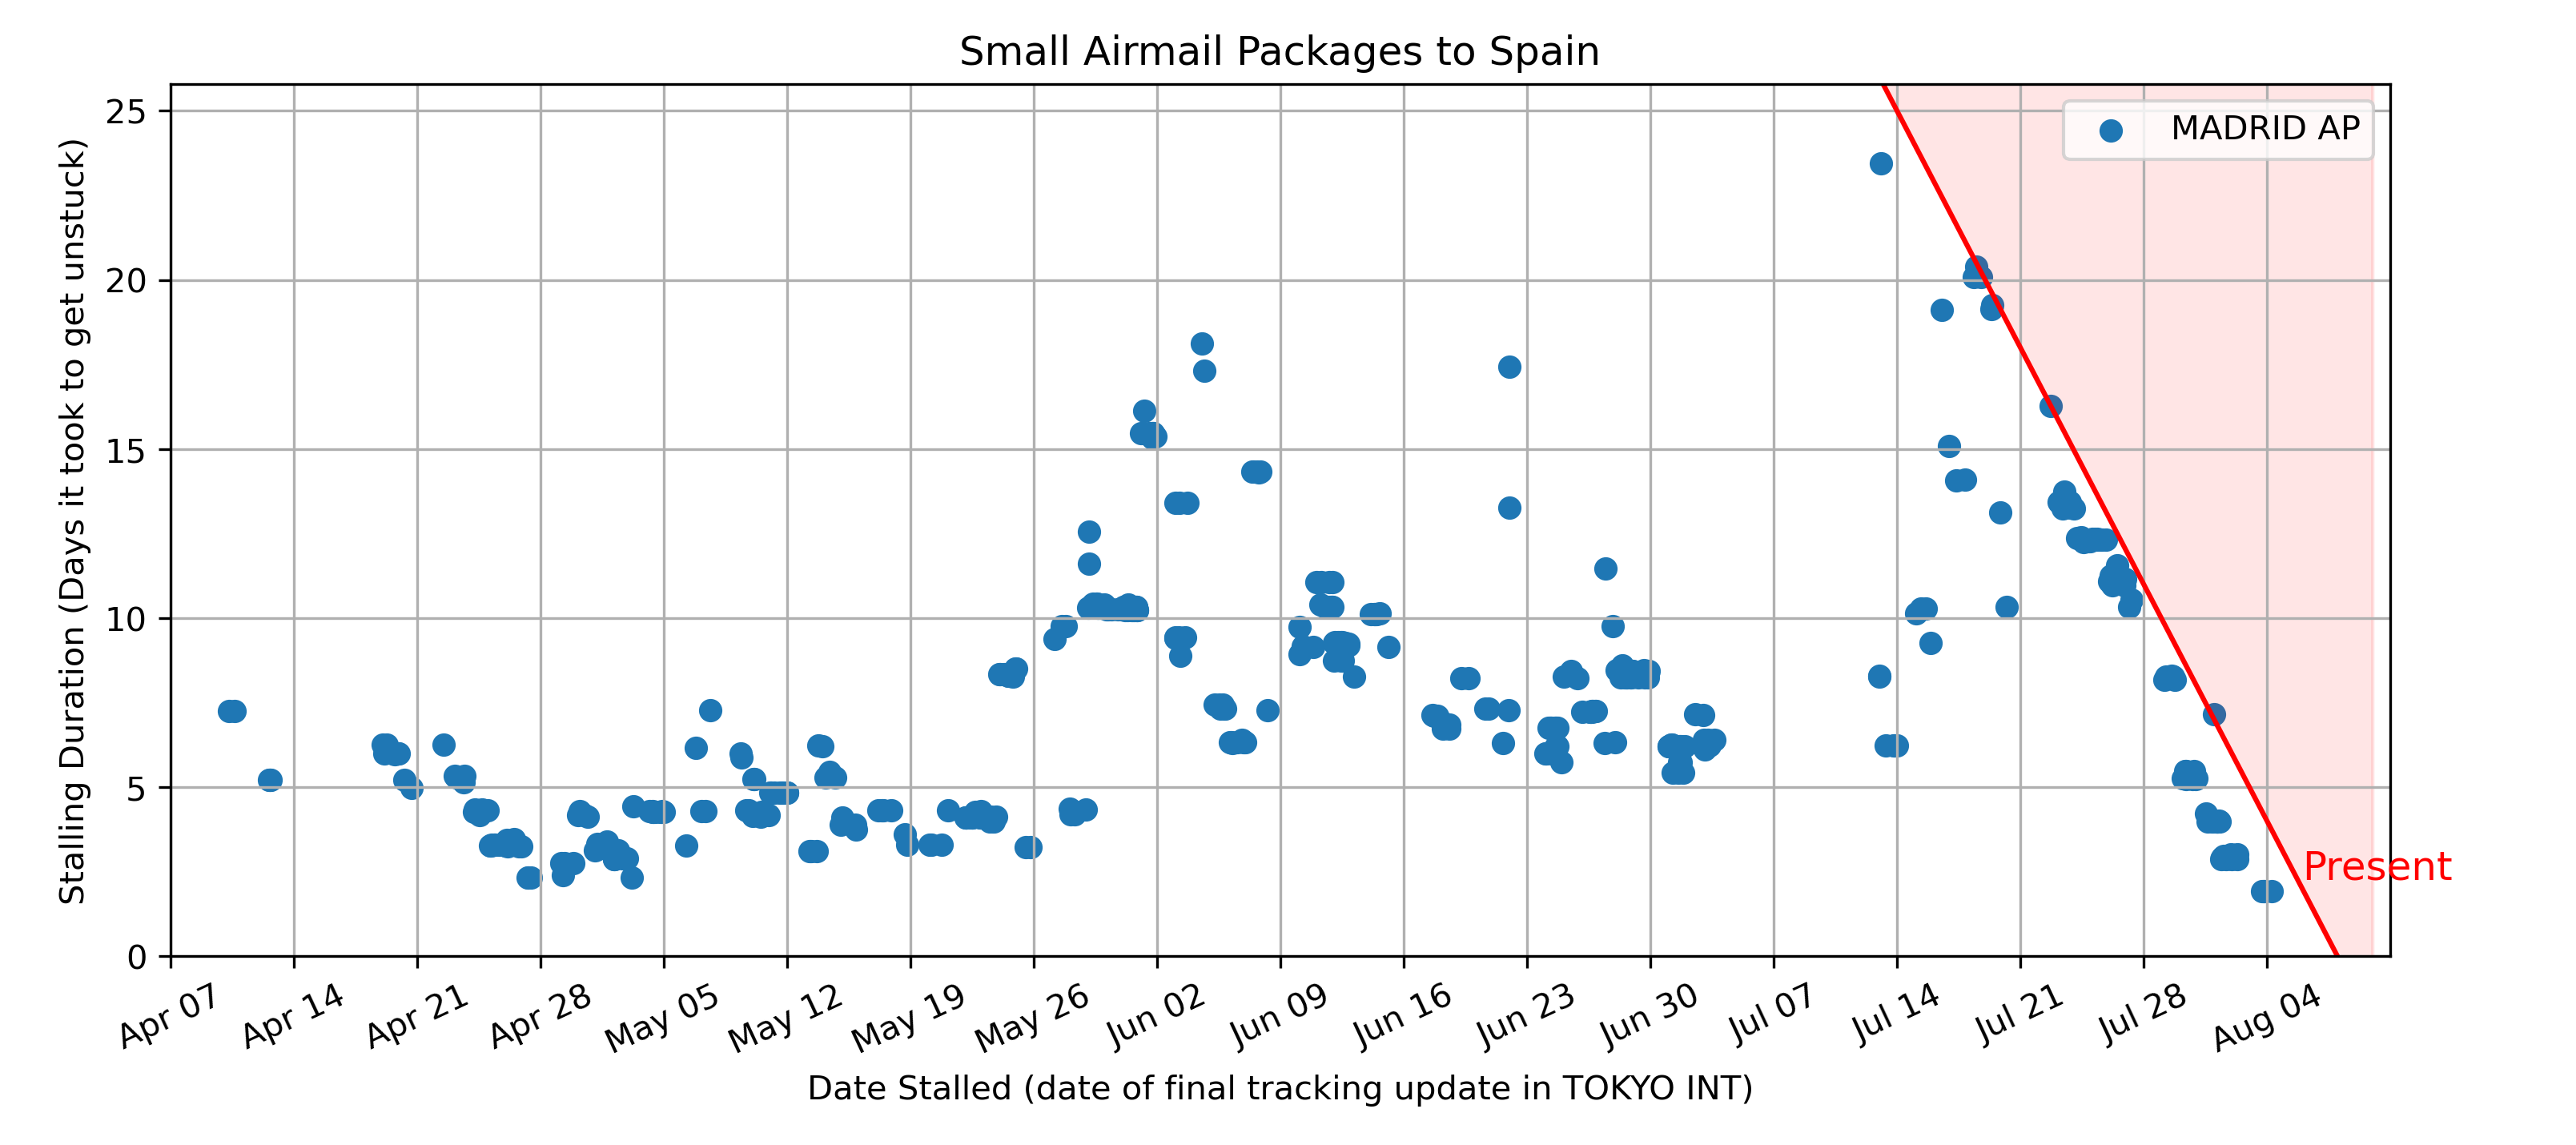 Small Airmail Packages to Spain
Stalling Duration (Days it took to get unstuck)
25
20
15
10
5
0
MADRID AP
Present
Apr 07
Apr 14
Apr 21
Apr 28
May 05
May 12
May 19
May 26
Jun 02
Jun 09
Jun 16
Jun 23
Jun 30
Jul 07
Jul 14
Jul 21
Jul 28
Aug 04
Date Stalled (date of final tracking update in TOKYO INT)